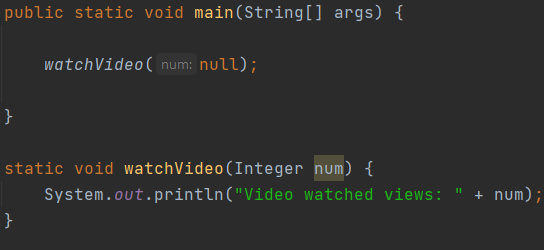 public static void main(String[] args) {
watchVideo( num: null);
}
static void watchVideo(Integer num) {
System.out.println("Video watched views: " + num);
}